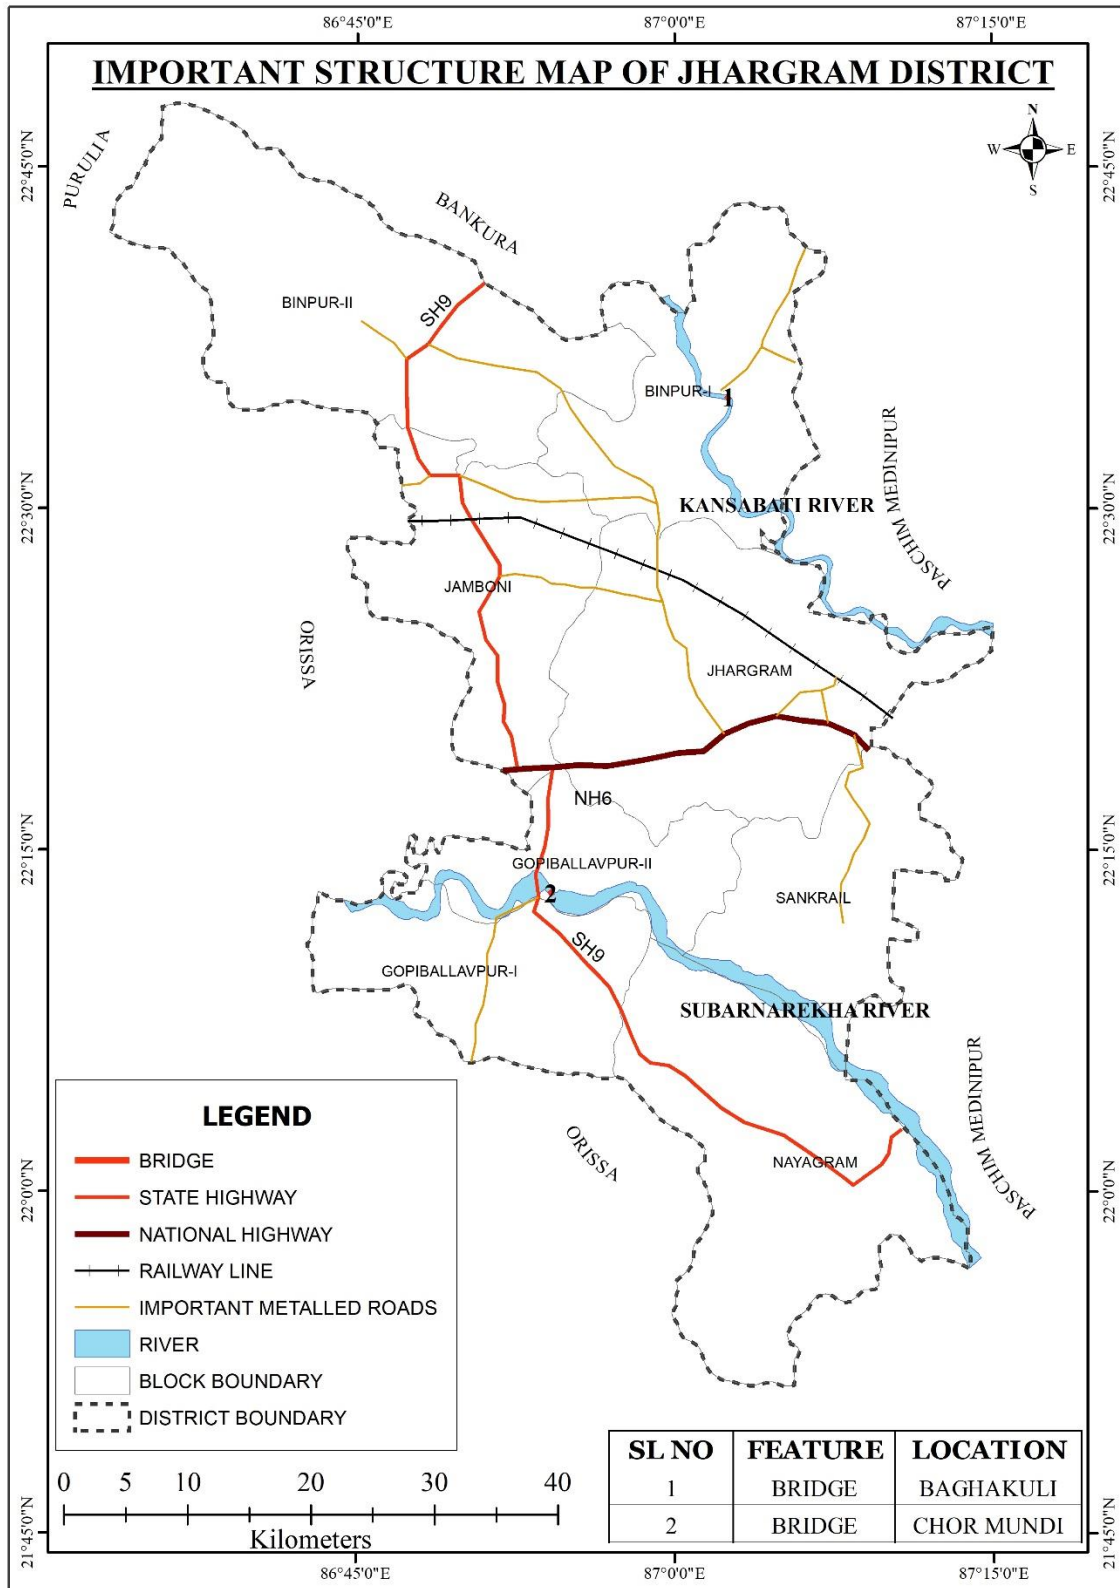 86°45'0"E 87°0'0"E 87°15'0"E
IMPORTANT STRUCTURE MAP OF JHARGRAM DISTRICT
N
W E
S
22°45'0"N 22°45'0"N
PURULIA
BANKURA
BINPUR-II
SH9
BINPUR-I
1
PASCHIM MEDINIPUR
KANSABATI RIVER
22°30'0"N 22°30'0"N
JAMBONI
ORISSA
JHARGRAM
NH6
22°15'0"N 22°15'0"N
GOPIBALLAVPUR-II
2
SANKRAIL
SH9
GOPIBALLAVPUR-I
SUBARNAREKHA RIVER
PASCHIM MEDINIPUR
ORISSA
NAYAGRAM
22°0'0"N 22°0'0"N
LEGEND
BRIDGE
STATE HIGHWAY
NATIONAL HIGHWAY
RAILWAY LINE
IMPORTANT METALLED ROADS
RIVER
BLOCK BOUNDARY
DISTRICT BOUNDARY
SL NO FEATURE LOCATION
1 BRIDGE BAGHAKULI
2 BRIDGE CHOR MUNDI
0 5 10 20 30 40
Kilometers
21°45'0"N 21°45'0"N
86°45'0"E 87°0'0"E 87°15'0"E